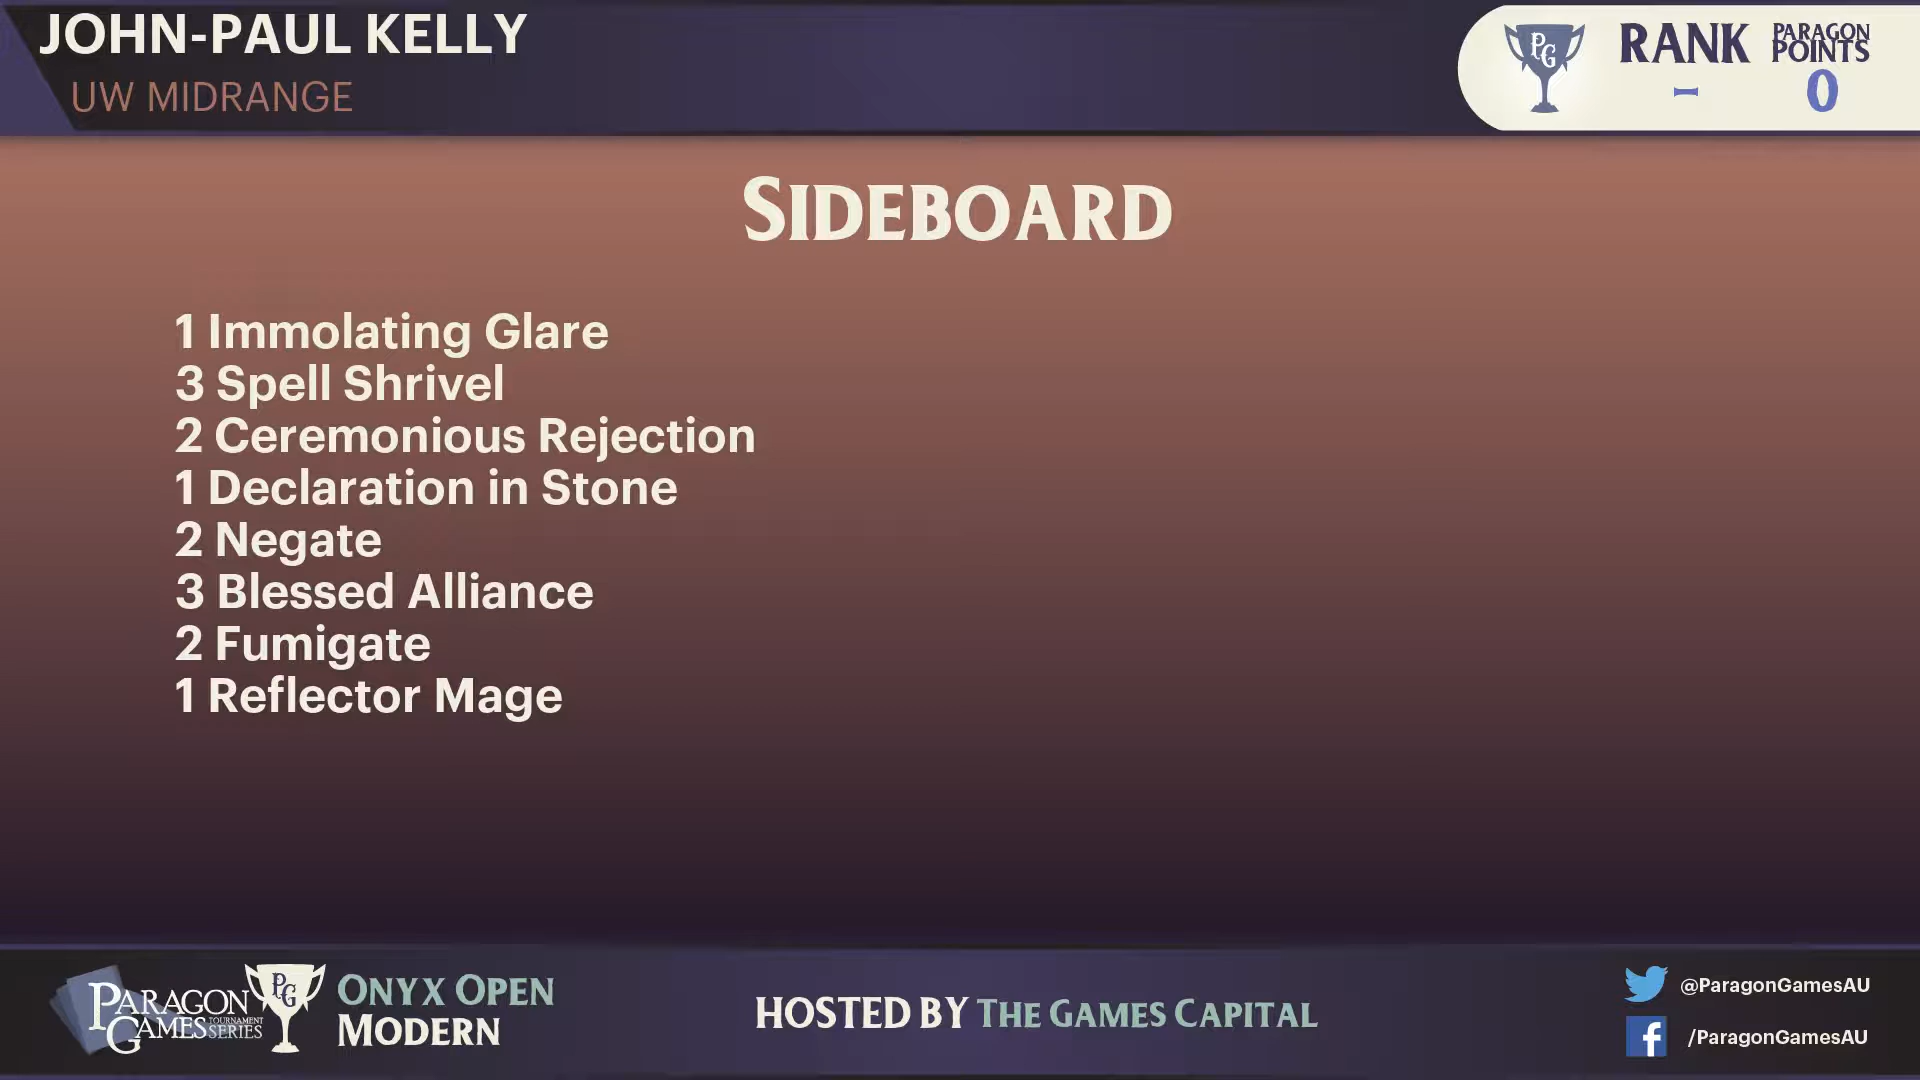 JOHN-PAUL KELLY
UW MIDRANGE
PG
RANK
-
PARAGON POINTS
0
SIDEBOARD
1 Immolating Glare
3 Spell Shrivel
2 Ceremonious Rejection
1 Declaration in Stone
2 Negate
3 Blessed Alliance
2 Fumigate
1 Reflector Mage
PARAGON
GAMES TOURNAMENT SERIES
PG
ONYX OPEN
MODERN
HOSTED BY THE GAMES CAPITAL
@ParagonGamesAU
/ParagonGamesAU